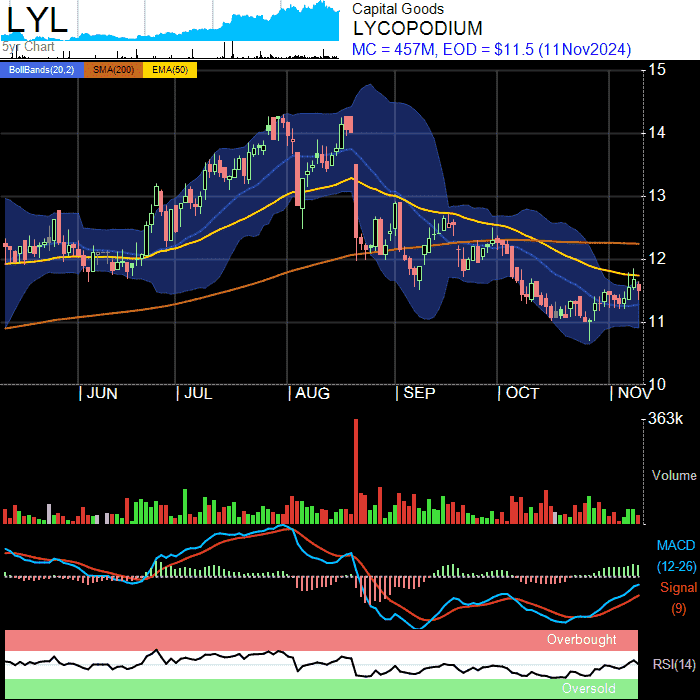 LYL
5yr Chart
Capital Goods
LYCOPODIUM
MC = 457M, EOD = $11.5 (11Nov2024)
BollBands(20,2) SMA(200) EMA(50)
15
14
13
12
11
10
JUN JUL AUG SEP OCT NOV
363k
Volume
MACD
(12-26)
Signal
(9)
Overbought
RSI(14)
Oversold